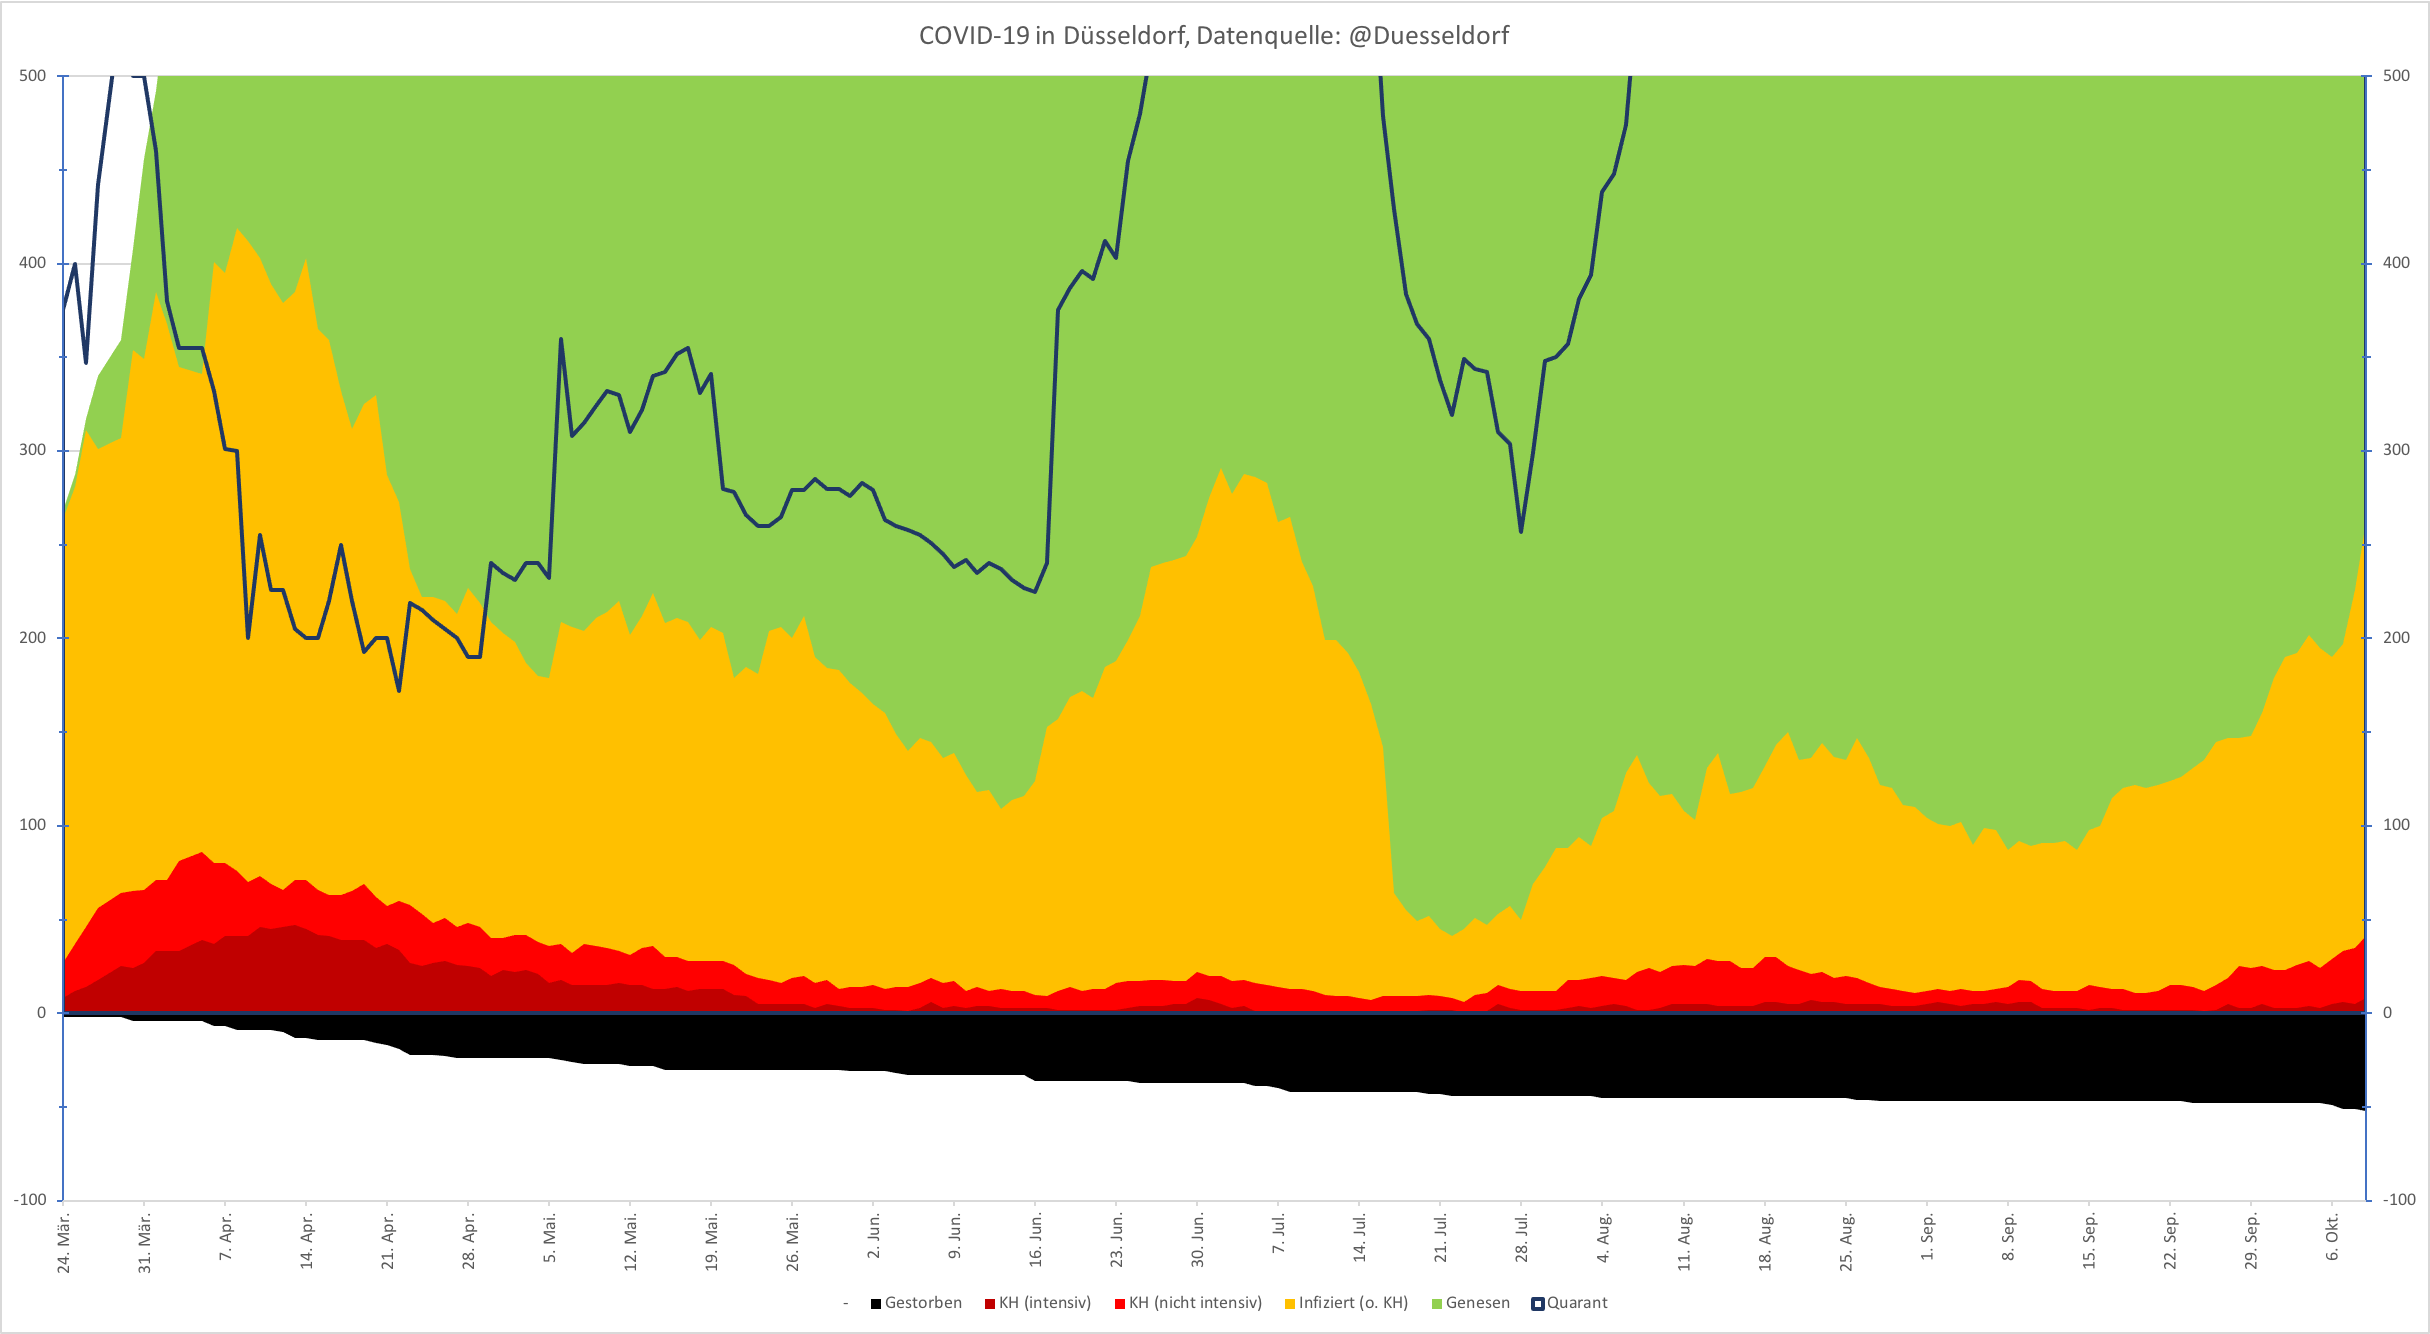 COVID-19 in Düsseldorf, Datenquelle: @Duesseldorf
500
400
300
200
100
0
-100
500
400
300
200
100
0
-100
24. Mär.
31. Mär.
7. Apr.
14. Apr.
21. Apr.
28. Apr.
5. Mai.
12. Mai.
19. Mai.
26. Mai.
2. Jun.
9. Jun.
16. Jun.
23. Jun.
30. Jun.
7. Jul.
14. Jul.
21. Jul.
28. Jul.
4. Aug.
11. Aug.
18. Aug.
25. Aug.
1. Sep.
8. Sep.
15. Sep.
22. Sep.
29. Sep.
6. Okt.
- Gestorben KH (intensiv) KH (nicht intensiv) Infiziert (o. KH) Genesen Quarant